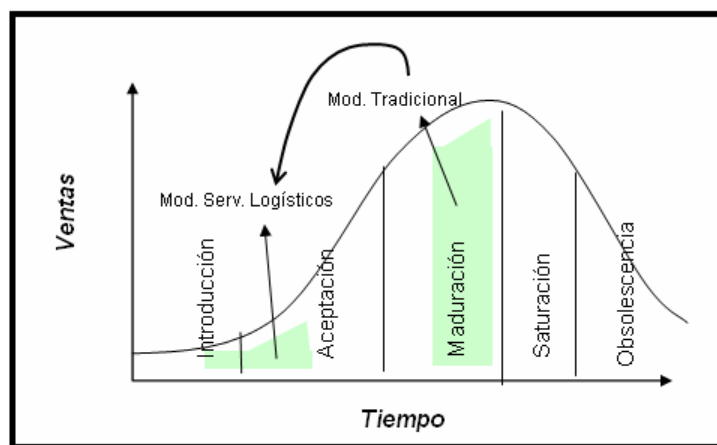 Mod. Tradicional
Mod. Serv. Logísticos
Ventas
Introducción
Aceptación
Maduración
Saturación
Obsolescencia
Tiempo